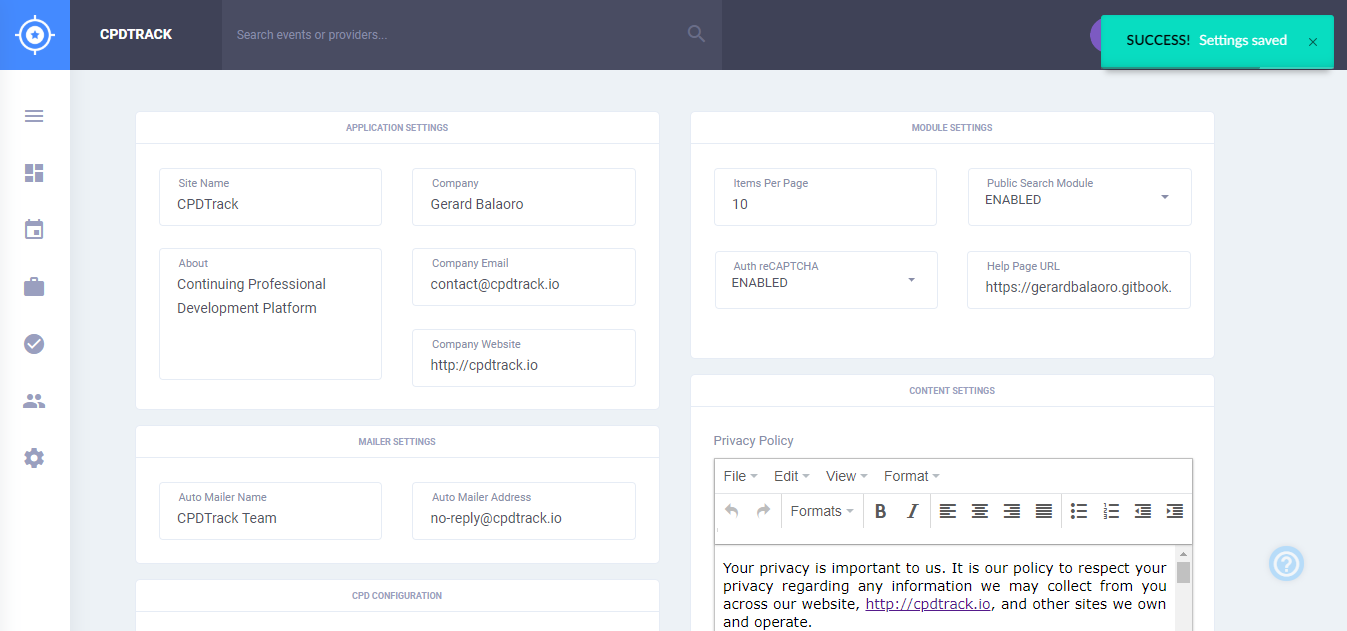 CPDTRACK
Search events or providers...
SUCCESS! Settings saved ×
APPLICATION SETTINGS
Site Name
CPDTrack
Company
Gerard Balaoro
About
Continuing Professional
Development Platform
Company Email
contact@cpdtrack.io
Company Website
http://cpdtrack.io
MAILER SETTINGS
Auto Mailer Name
CPDTrack Team
Auto Mailer Address
no-reply@cpdtrack.io
CPD CONFIGURATION
MODULE SETTINGS
Items Per Page
10
Public Search Module
ENABLED
Auth reCAPTCHA
ENABLED
Help Page URL
https://gerardbalaoro.gitbook.
CONTENT SETTINGS
Privacy Policy
File Edit View Format
Formats B I
Your privacy is important to us. It is our policy to respect your
privacy regarding any information we may collect from you
across our website, http://cpdtrack.io, and other sites we own
and operate.
?